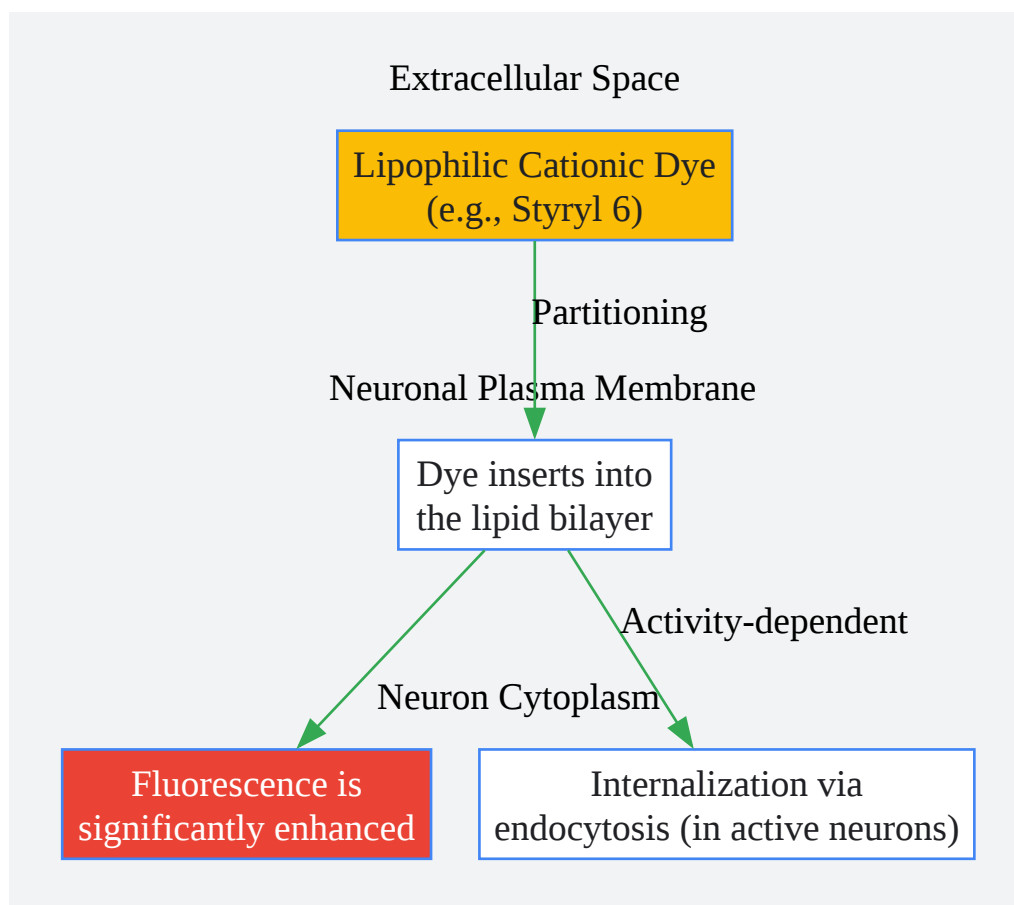 Extracellular Space
Lipophilic Cationic Dye
(e.g., Styryl 6)
Partitioning
Neuronal Plasma Membrane
Dye inserts into
the lipid bilayer
Activity-dependent
Neuron Cytoplasm
Fluorescence is
significantly enhanced
Internalization via
endocytosis (in active neurons)